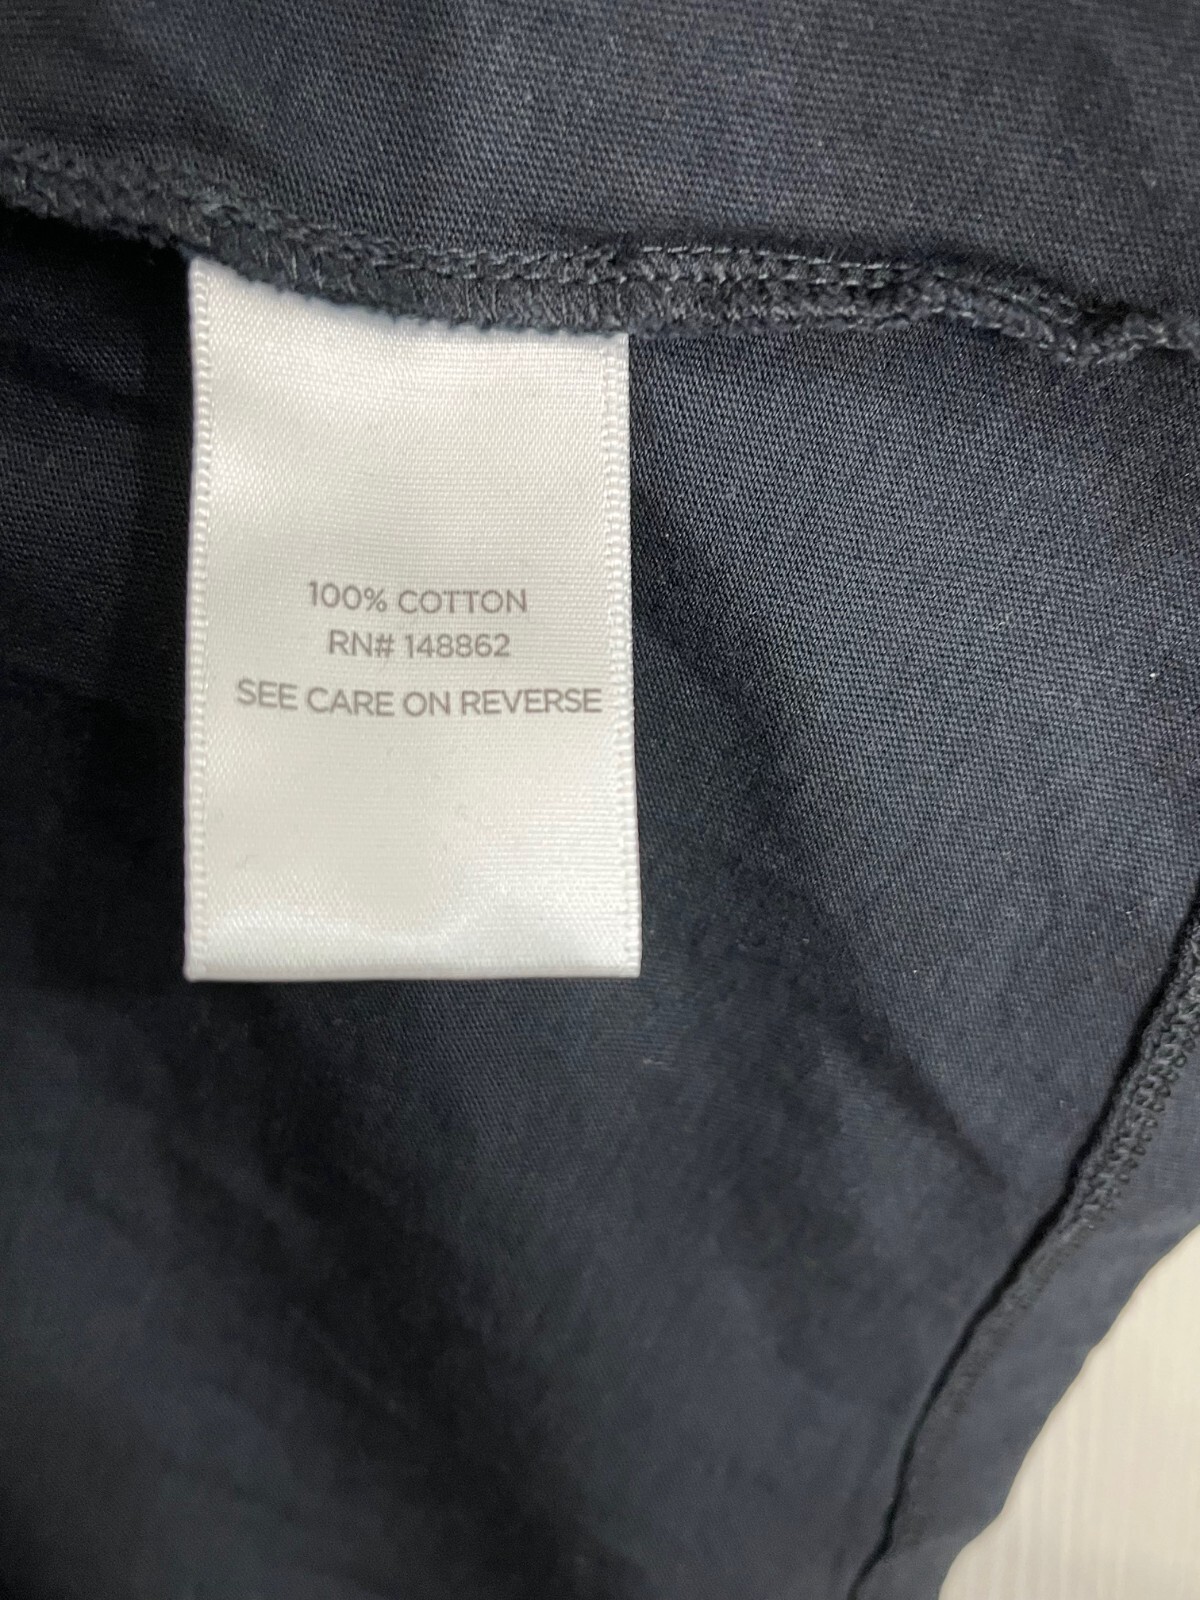 100% COTTON
RN# 148862
SEE CARE ON REVERSE